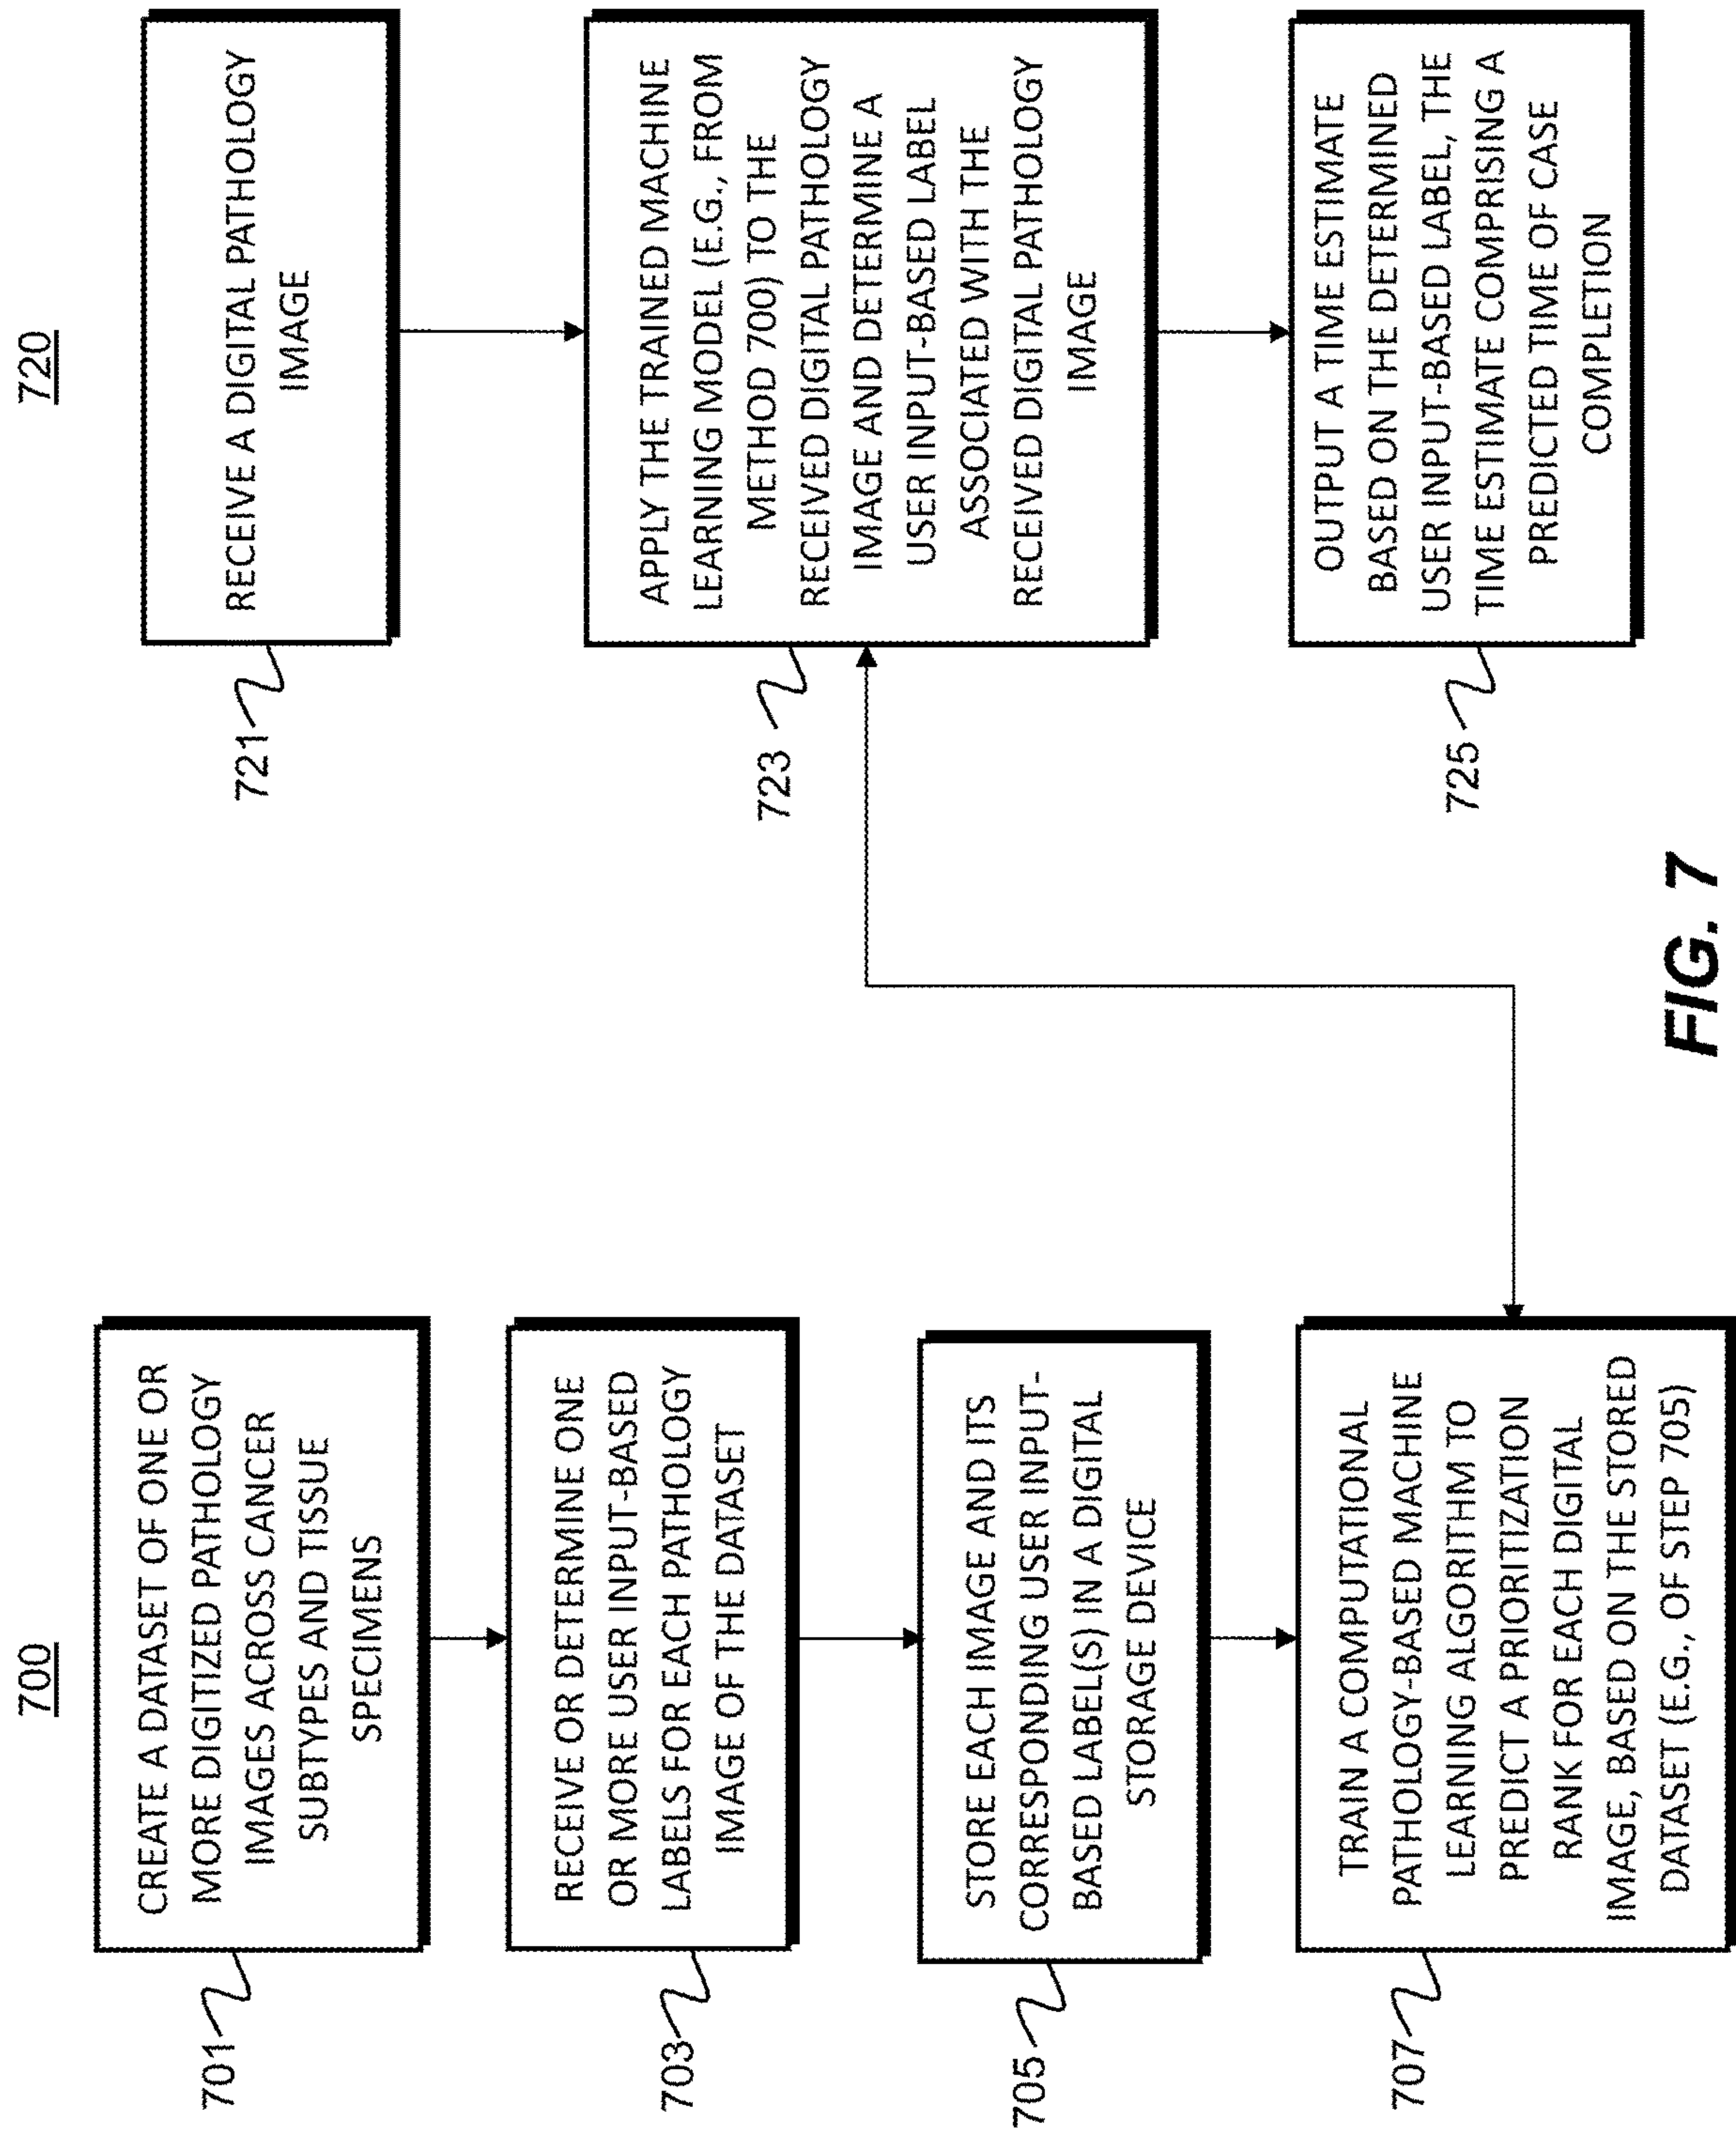 700
701
CREATE A DATASET OF ONE OR
MORE DIGITIZED PATHOLOGY
IMAGES ACROSS CANCER
SUBTYPES AND TISSUE
SPECIMENS
703
RECEIVE OR DETERMINE ONE
OR MORE USER INPUT-BASED
LABELS FOR EACH PATHOLOGY
IMAGE OF THE DATASET
705
STORE EACH IMAGE AND ITS
CORRESPONDING USER INPUT-
BASED LABEL(S) IN A DIGITAL
STORAGE DEVICE
707
TRAIN A COMPUTATIONAL
PATHOLOGY-BASED MACHINE
LEARNING ALGORITHM TO
PREDICT A PRIORITIZATION
RANK FOR EACH DIGITAL
IMAGE, BASED ON THE STORED
DATASET (E.G., OF STEP 705)
720
721
RECEIVE A DIGITAL PATHOLOGY
IMAGE
723
APPLY THE TRAINED MACHINE
LEARNING MODEL (E.G., FROM
METHOD 700) TO THE
RECEIVED DIGITAL PATHOLOGY
IMAGE AND DETERMINE A
USER INPUT-BASED LABEL
ASSOCIATED WITH THE
RECEIVED DIGITAL PATHOLOGY
IMAGE
725
OUTPUT A TIME ESTIMATE
BASED ON THE DETERMINED
USER INPUT-BASED LABEL, THE
TIME ESTIMATE COMPRISING A
PREDICTED TIME OF CASE
COMPLETION
FIG. 7